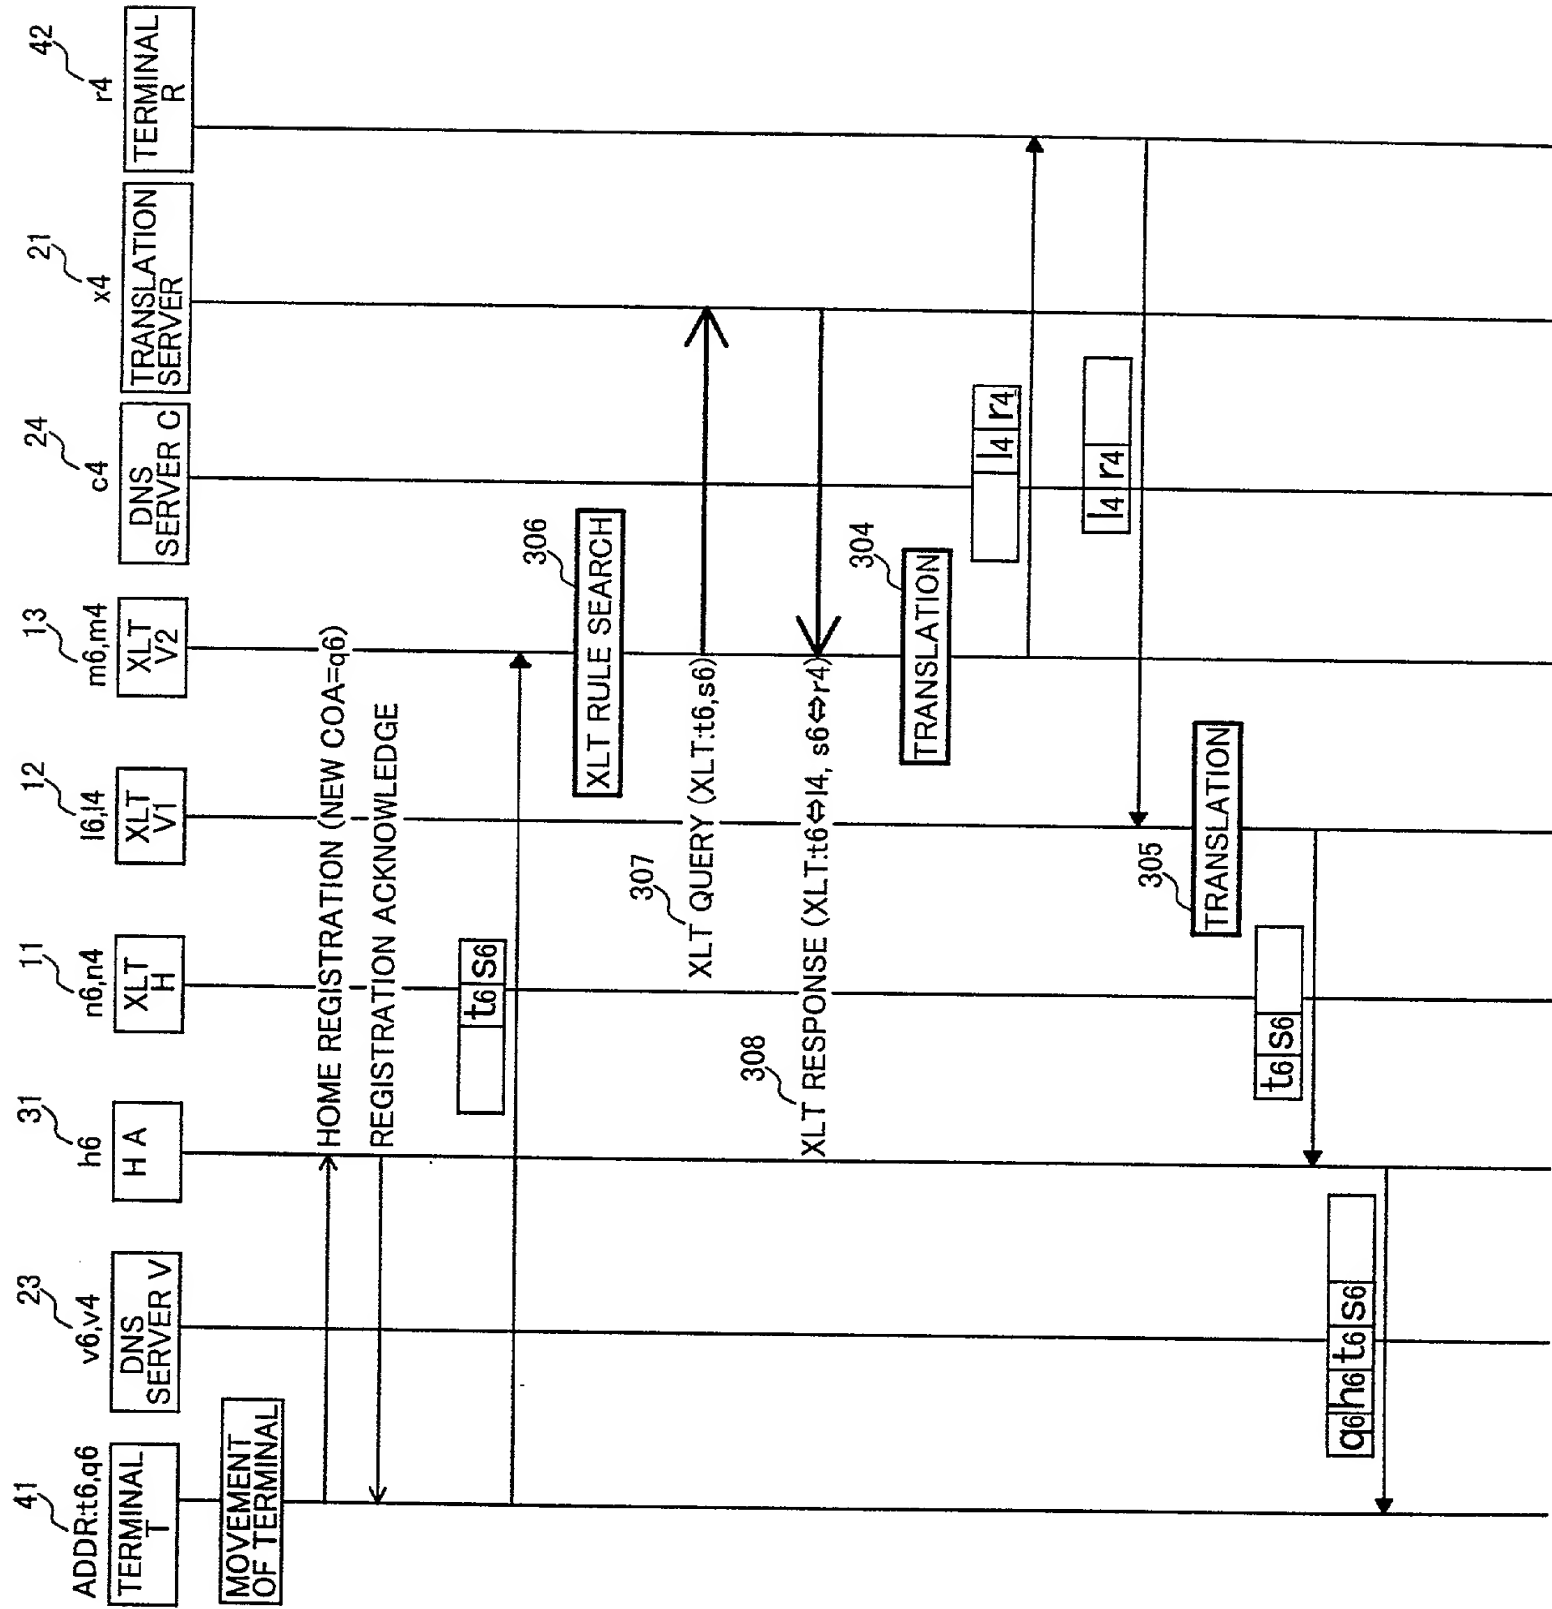 41
ADDR:t6,q6
TERMINAL
T
23
v6,v4
DNS
SERVER V
31
h6
H A
11
n6,n4
XLT
H
12
l6,l4
XLT
V1
13
m6,m4
XLT
V2
24
c4
DNS
SERVER C
21
x4
TRANSLATION
SERVER
42
r4
TERMINAL
R
MOVEMENT
OF TERMINAL
HOME REGISTRATION (NEW COA=q6)
REGISTRATION ACKNOWLEDGE
t6 s6
306
XLT RULE SEARCH
307
XLT QUERY (XLT:t6,s6)
308
XLT RESPONSE (XLT:t6⇔l4, s6⇔r4)
304
TRANSLATION
l4 r4
l4 r4
305
TRANSLATION
t6 s6
q6 h6 t6 s6